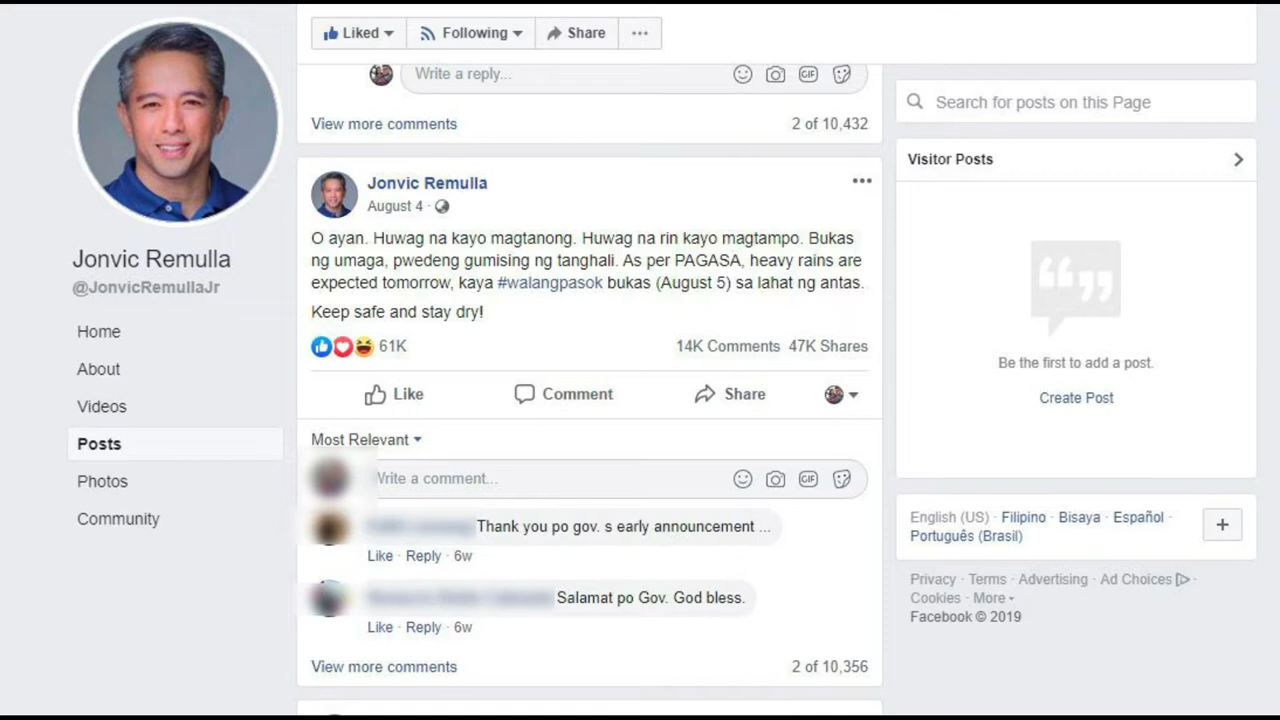 Liked
Following
Share
Write a reply...
GIF
View more comments
2 of 10,432
Jonvic Remulla
@JonvicRemullaJr
Home
About
Videos
Posts
Photos
Community
Jonvic Remulla
August 4 ·
O ayan. Huwag na kayo magtanong. Huwag na rin kayo magtampo. Bukas
ng umaga, pwedeng gumising ng tanghali. As per PAGASA, heavy rains are
expected tomorrow, kaya #walangpasok bukas (August 5) sa lahat ng antas.
Keep safe and stay dry!
61K
14K Comments 47K Shares
Like
Comment
Share
Most Relevant
Write a comment...
GIF
Thank you po gov. s early announcement ...
Like · Reply · 6w
Salamat po Gov. God bless.
Like · Reply · 6w
View more comments
2 of 10,356
Search for posts on this Page
Visitor Posts
Be the first to add a post.
Create Post
English (US) · Filipino · Bisaya · Español ·
Português (Brasil)
Privacy · Terms · Advertising · Ad Choices ·
Cookies · More
Facebook © 2019